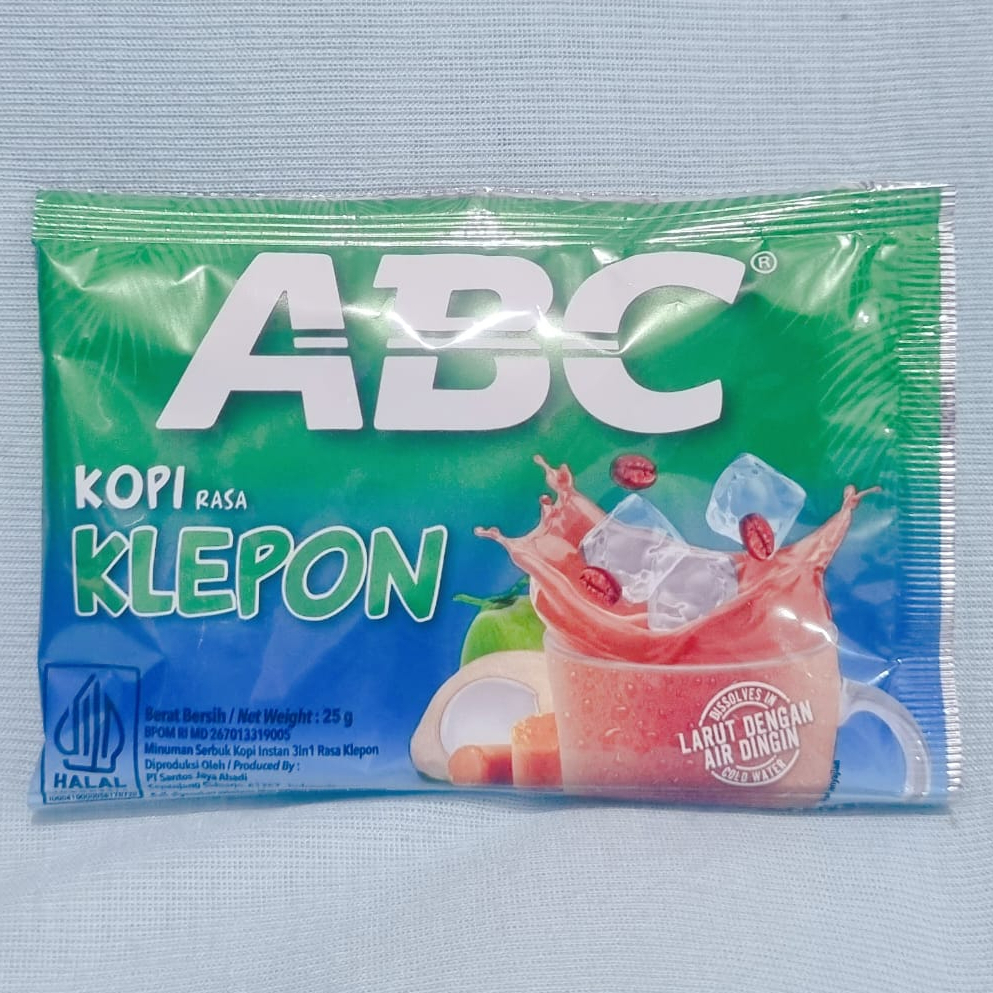 ABC®
KOPI RASA
KLEPON
Berat Bersih / Net Weight : 25 g
BPOM RI MD 267013319005
Minuman Serbuk Kopi Instan 3in1 Rasa Klepon
Diproduksi Oleh / Produced By :
PT Santos Jaya Abadi
HALAL
DISSOLVES IN
LARUT DENGAN
AIR DINGIN
COLD WATER